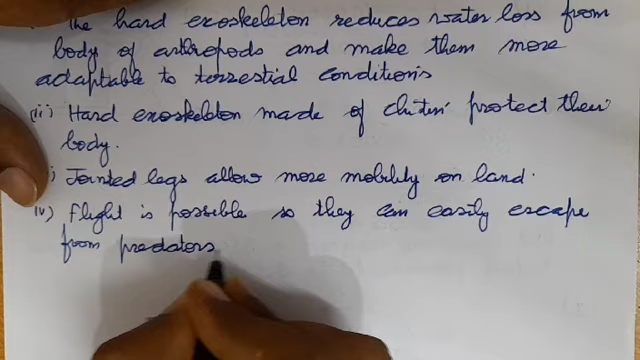 The hard exoskeleton reduces water loss from
body of arthropods and make them more
adaptable to terrestial conditions
(ii) Hard exoskeleton made of chitin protect their
body.
i) Jointed legs allow more mobility on land.
iv) Flight is possible so they can easily escape
from predators